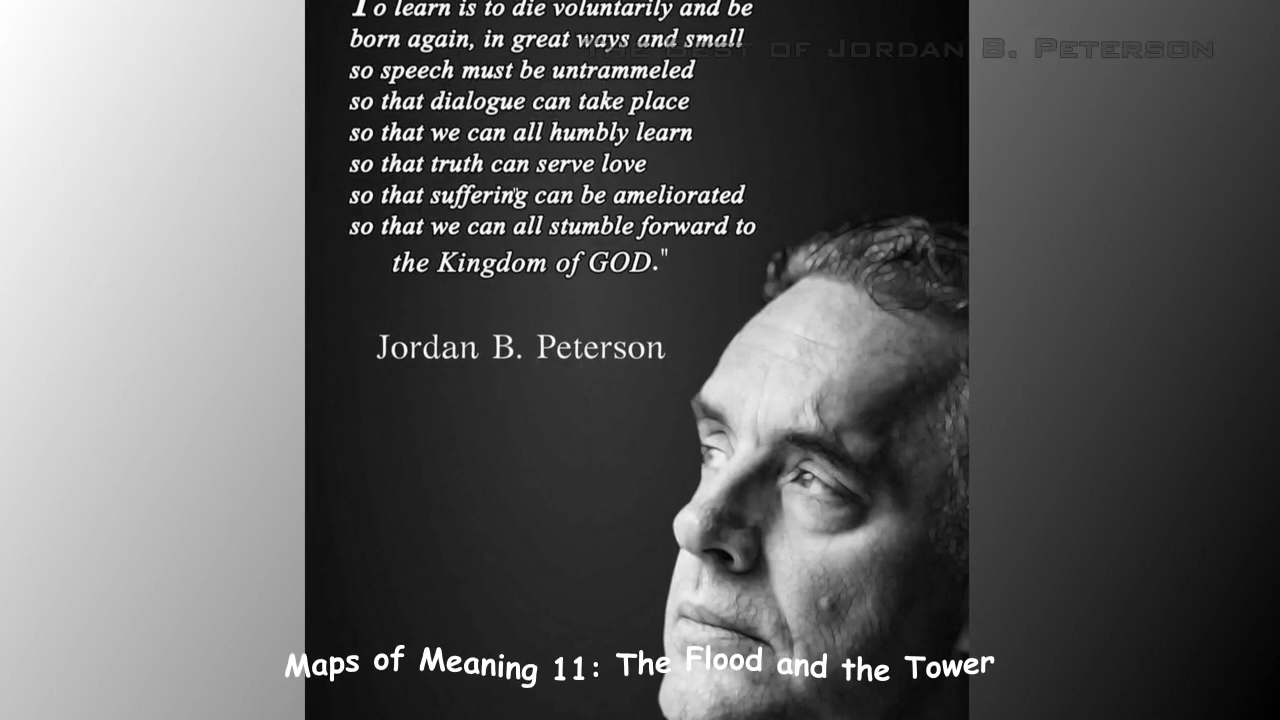 To learn is to die voluntarily and be
born again, in great ways and small
so speech must be untrammeled
so that dialogue can take place
so that we can all humbly learn
so that truth can serve love
so that suffering can be ameliorated
so that we can all stumble forward to
the Kingdom of GOD."
The Best of Jordan B. Peterson
Jordan B. Peterson
Maps of Meaning 11: The Flood and the Tower